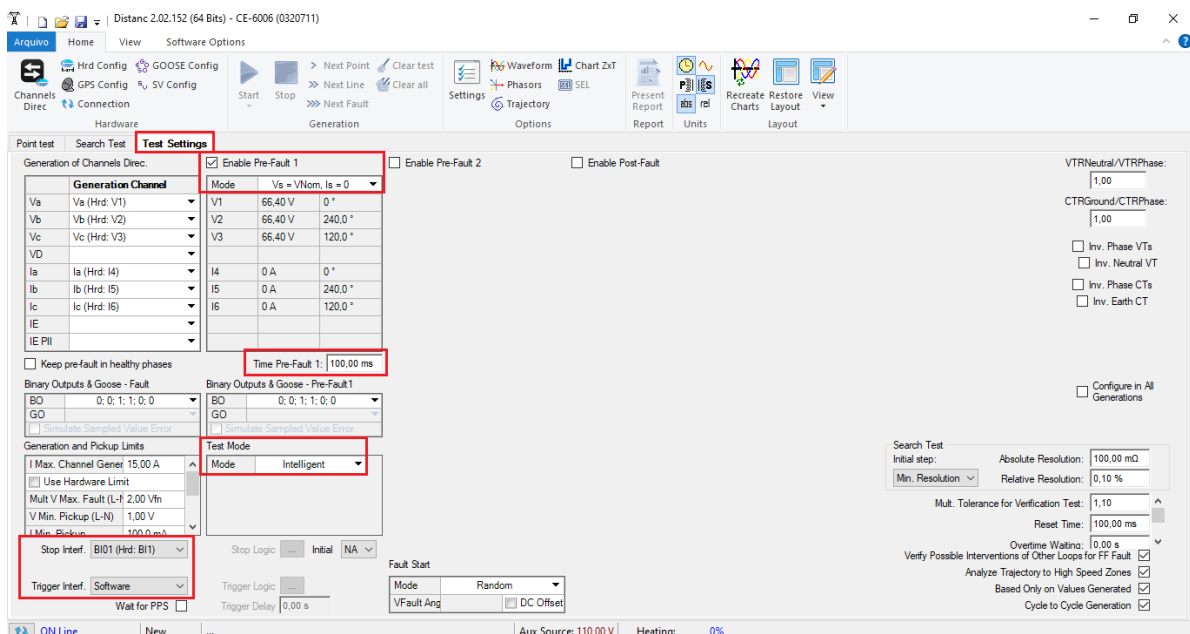 Distanc 2.02.152 (64 Bits) - CE-6006 (0320711)
Arquivo Home View Software Options
Channels Direc
Hrd Config GOOSE Config
GPS Config SV Config
Connection
Hardware
Start Stop
Next Point Clear test
Next Line Clear all
Next Fault
Generation
Settings
Waveform Chart ZxT
Phasors SEL
Trajectory
Options
Present Report
Report
abs rel
Units
Recreate Charts Restore Layout View
Layout
Point test Search Test Test Settings
Generation of Channels Direc.
Generation Channel
Va Va (Hrd: V1)
Vb Vb (Hrd: V2)
Vc Vc (Hrd: V3)
VD
Ia Ia (Hrd: I4)
Ib Ib (Hrd: I5)
Ic Ic (Hrd: I6)
IE
IE PII
Enable Pre-Fault 1
Mode Vs = VNom, Is = 0
V1 66,40 V 0 °
V2 66,40 V 240,0 °
V3 66,40 V 120,0 °
I4 0 A 0 °
I5 0 A 240,0 °
I6 0 A 120,0 °
Enable Pre-Fault 2
Enable Post-Fault
VTRNeutral/VTRPhase:
1,00
CTRGround/CTRPhase:
1,00
Inv. Phase VTs
Inv. Neutral VT
Inv. Phase CTs
Inv. Earth CT
Keep pre-fault in healthy phases
Time Pre-Fault 1: 100,00 ms
Binary Outputs & Goose - Fault
BO 0; 0; 1; 1; 0; 0
GO
Simulate Sampled Value Error
Binary Outputs & Goose - Pre-Fault1
BO 0; 0; 1; 1; 0; 0
GO
Simulate Sampled Value Error
Configure in All Generations
Generation and Pickup Limits
I Max. Channel Gener 15,00 A
Use Hardware Limit
Mult V Max. Fault (L-N 2,00 Vfn
V Min. Pickup (L-N) 1,00 V
I Min. Pickup 100,0 mA
Test Mode
Mode Intelligent
Search Test
Initial step: Absolute Resolution: 100,00 mΩ
Min. Resolution Relative Resolution: 0,10 %
Mult. Tolerance for Verification Test: 1,10
Reset Time: 100,00 ms
Overtime Waiting: 0,00 s
Stop Interf. BI01 (Hrd: BI1)
Stop Logic ... Initial NA
Trigger Interf. Software
Trigger Logic ...
Wait for PPS
Trigger Delay 0,00 s
Fault Start
Mode Random
VFault Ang DC Offset
Verify Possible Interventions of Other Loops for FF Fault
Analyze Trajectory to High Speed Zones
Based Only on Values Generated
Cycle to Cycle Generation
ON Line New ... Aux Source: 110,00 V Heating: 0%